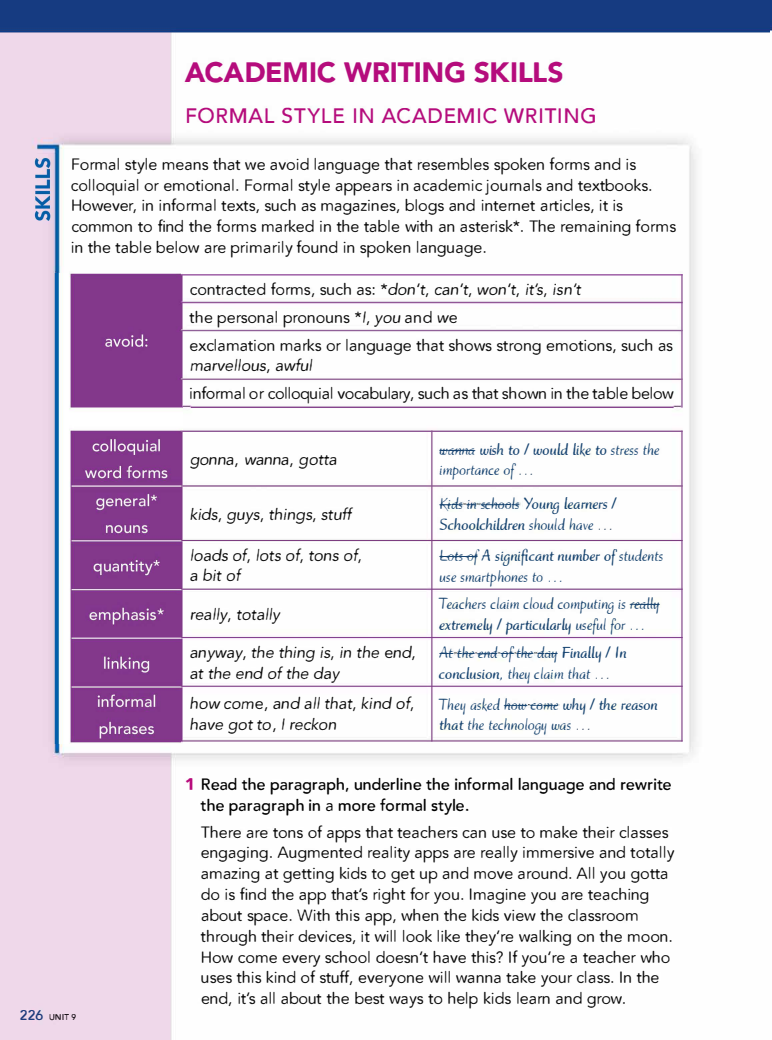 ACADEMIC WRITING SKILLS
FORMAL STYLE IN ACADEMIC WRITING
SKILLS
Formal style means that we avoid language that resembles spoken forms and is
colloquial or emotional. Formal style appears in academic journals and textbooks.
However, in informal texts, such as magazines, blogs and internet articles, it is
common to find the forms marked in the table with an asterisk*. The remaining forms
in the table below are primarily found in spoken language.
avoid:
contracted forms, such as: *don't, can't, won't, it's, isn't
the personal pronouns *I, you and we
exclamation marks or language that shows strong emotions, such as
marvellous, awful
informal or colloquial vocabulary, such as that shown in the table below
colloquial
word forms
gonna, wanna, gotta
wanna wish to / would like to stress the
importance of ...
general*
nouns
kids, guys, things, stuff
Kids in schools Young learners /
Schoolchildren should have ...
quantity*
loads of, lots of, tons of,
a bit of
Lots of A significant number of students
use smartphones to ...
emphasis*
really, totally
Teachers claim cloud computing is really
extremely / particularly useful for ...
linking
anyway, the thing is, in the end,
at the end of the day
At the end of the day Finally / In
conclusion, they claim that ...
informal
phrases
how come, and all that, kind of,
have got to, I reckon
They asked how come why / the reason
that the technology was ...
1 Read the paragraph, underline the informal language and rewrite
the paragraph in a more formal style.
There are tons of apps that teachers can use to make their classes
engaging. Augmented reality apps are really immersive and totally
amazing at getting kids to get up and move around. All you gotta
do is find the app that's right for you. Imagine you are teaching
about space. With this app, when the kids view the classroom
through their devices, it will look like they're walking on the moon.
How come every school doesn't have this? If you're a teacher who
uses this kind of stuff, everyone will wanna take your class. In the
end, it's all about the best ways to help kids learn and grow.
226 UNIT 9